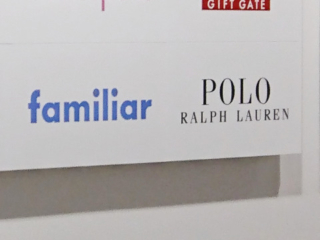 GIFT GATE
familiar
POLO
RALPH LAUREN